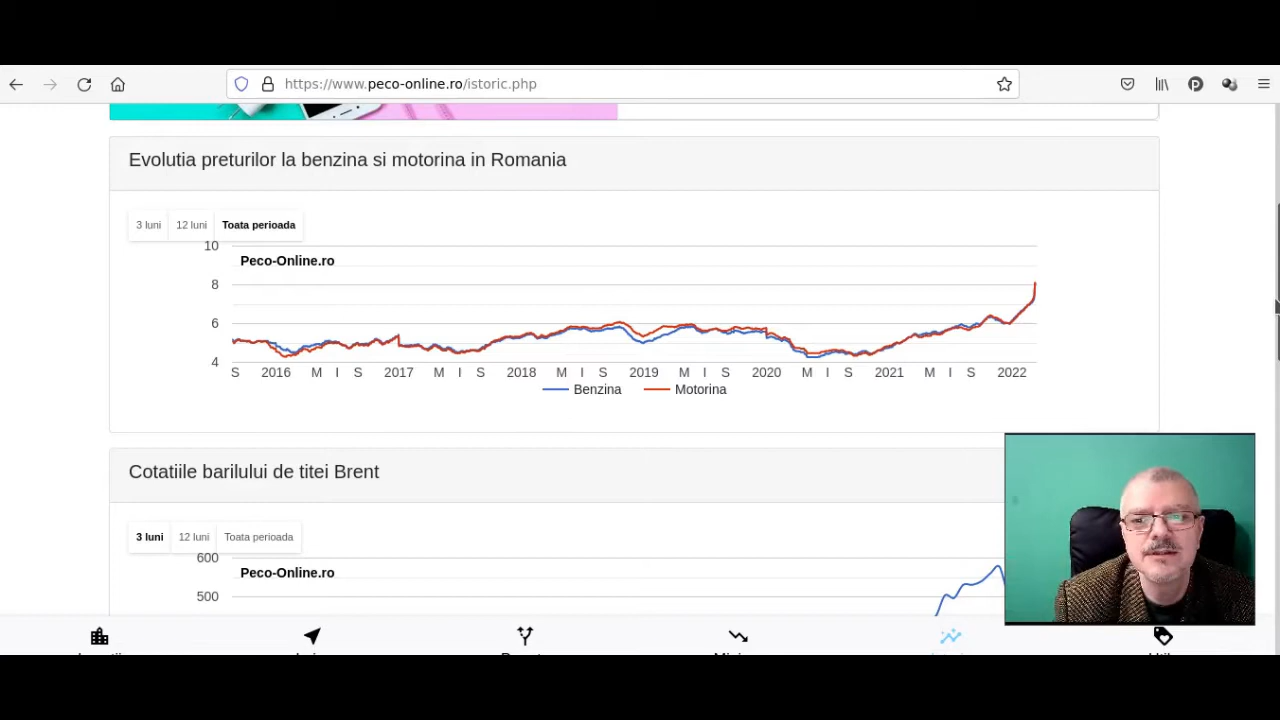 https://www.peco-online.ro/istoric.php
Evolutia preturilor la benzina si motorina in Romania
3 luni 12 luni Toata perioada
10
Peco-Online.ro
8
6
4
S 2016 M I S 2017 M I S 2018 M I S 2019 M I S 2020 M I S 2021 M I S 2022
Benzina Motorina
Cotatiile barilului de titei Brent
3 luni 12 luni Toata perioada
600
Peco-Online.ro
500